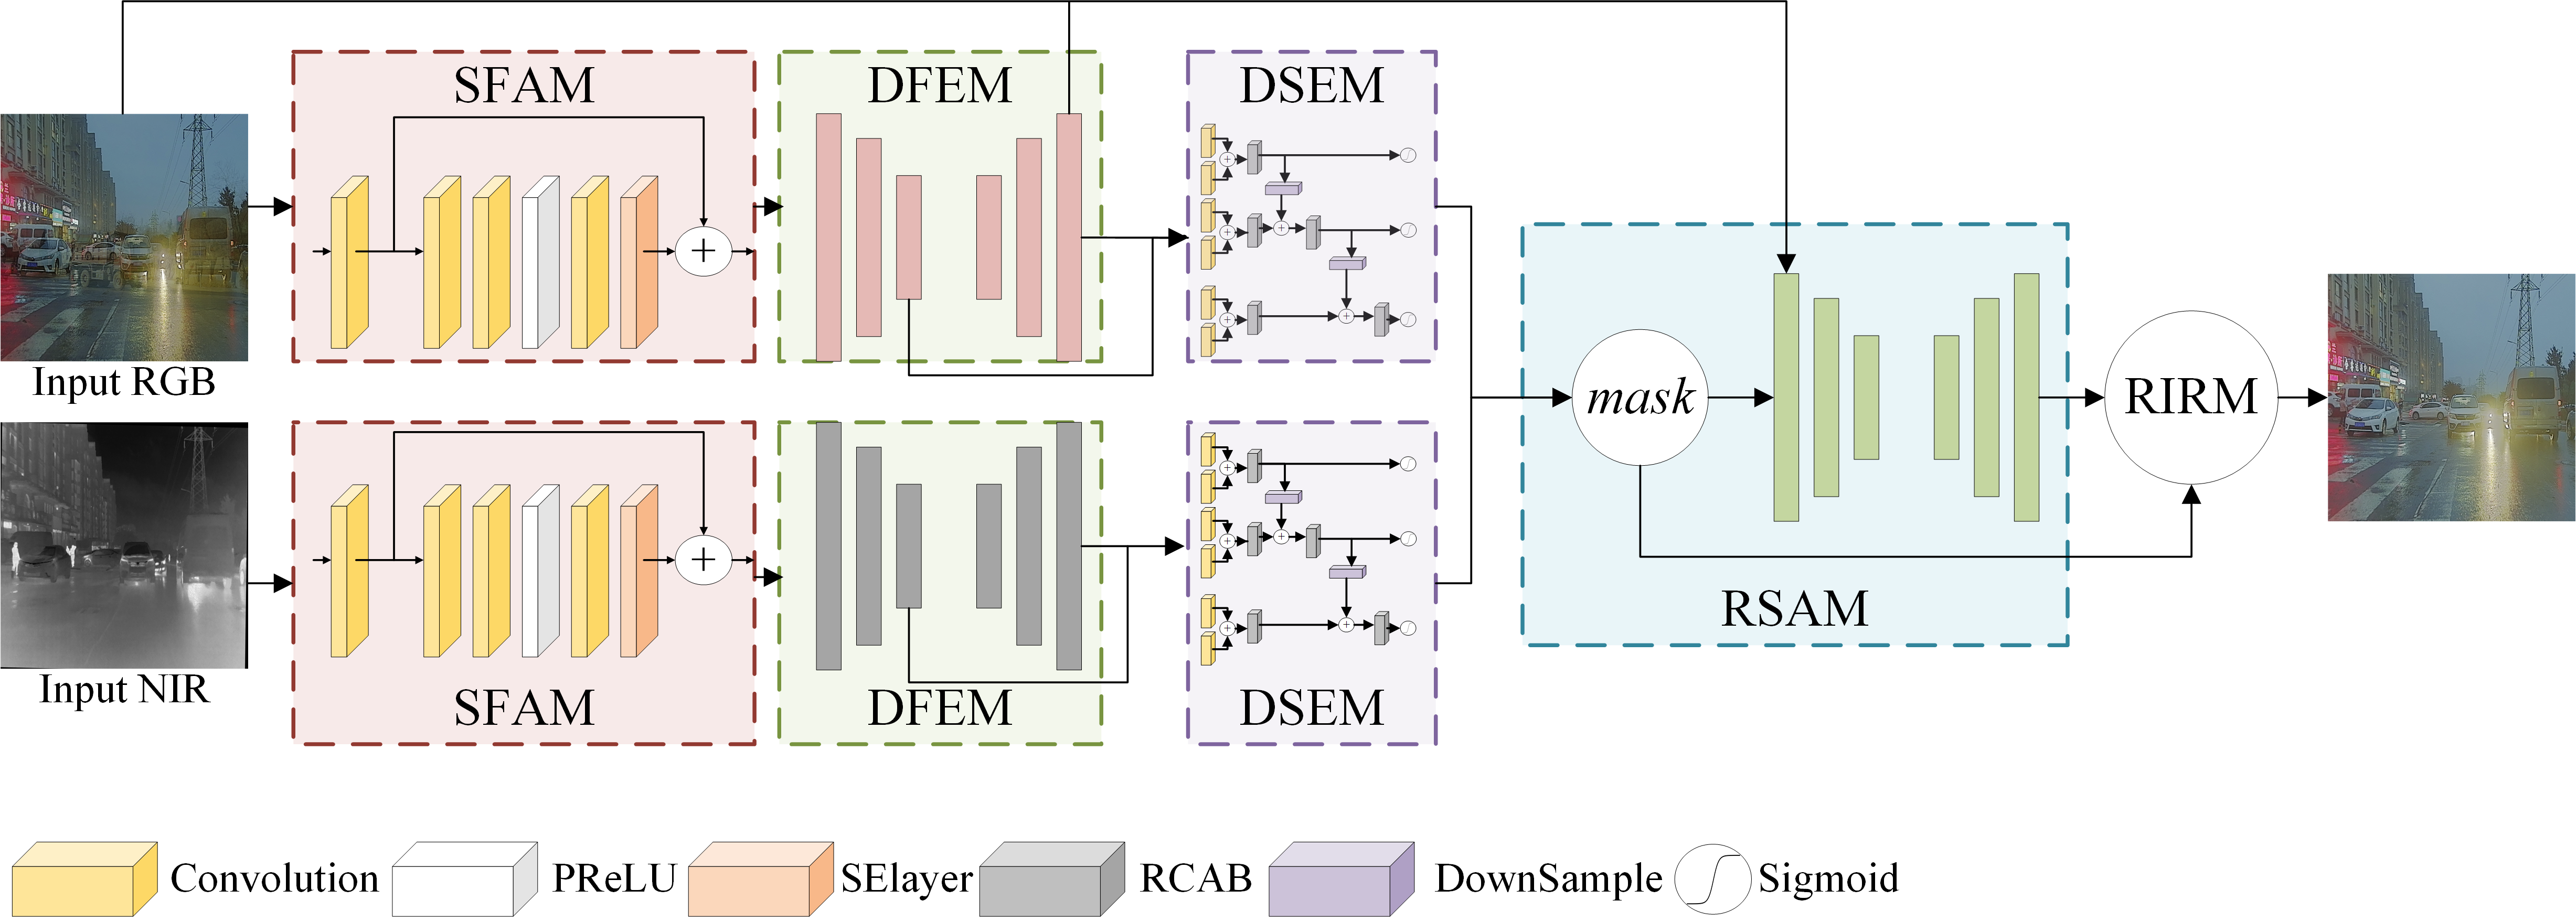 SFAM
DFEM
DSEM
Input RGB
mask
RIRM
RSAM
Input NIR
SFAM
DFEM
DSEM
Convolution
PReLU
SElayer
RCAB
DownSample
Sigmoid